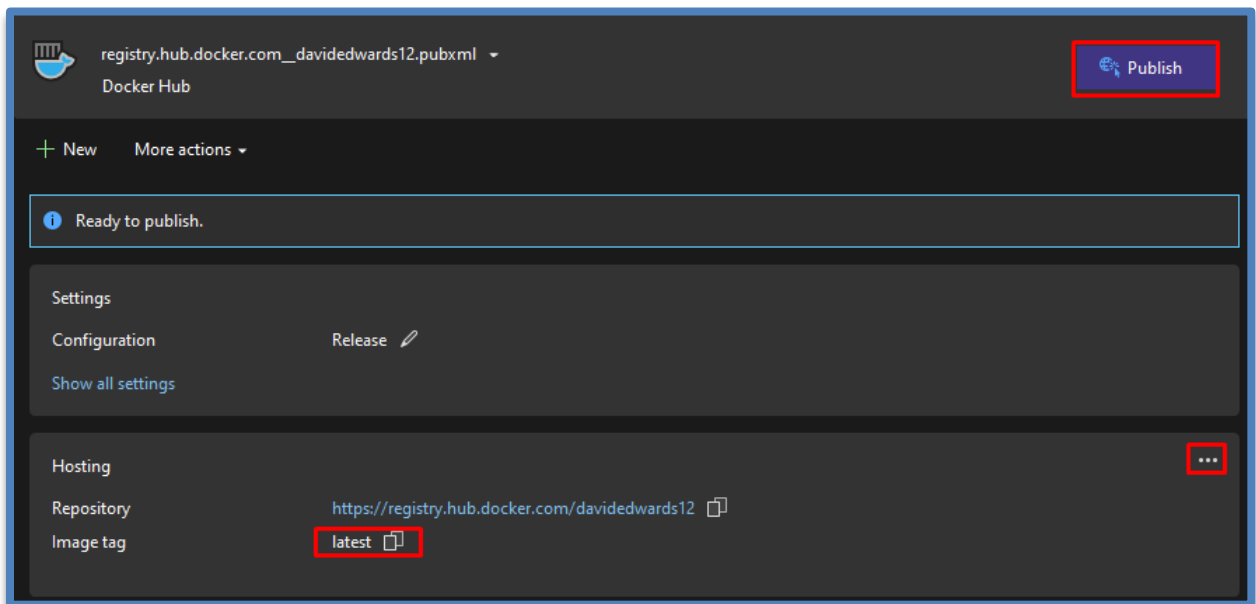 registry.hub.docker.com__davidedwards12.pubxml
Docker Hub
Publish
New
More actions
Ready to publish.
Settings
Configuration Release
Show all settings
Hosting
Repository https://registry.hub.docker.com/davidedwards12
Image tag latest